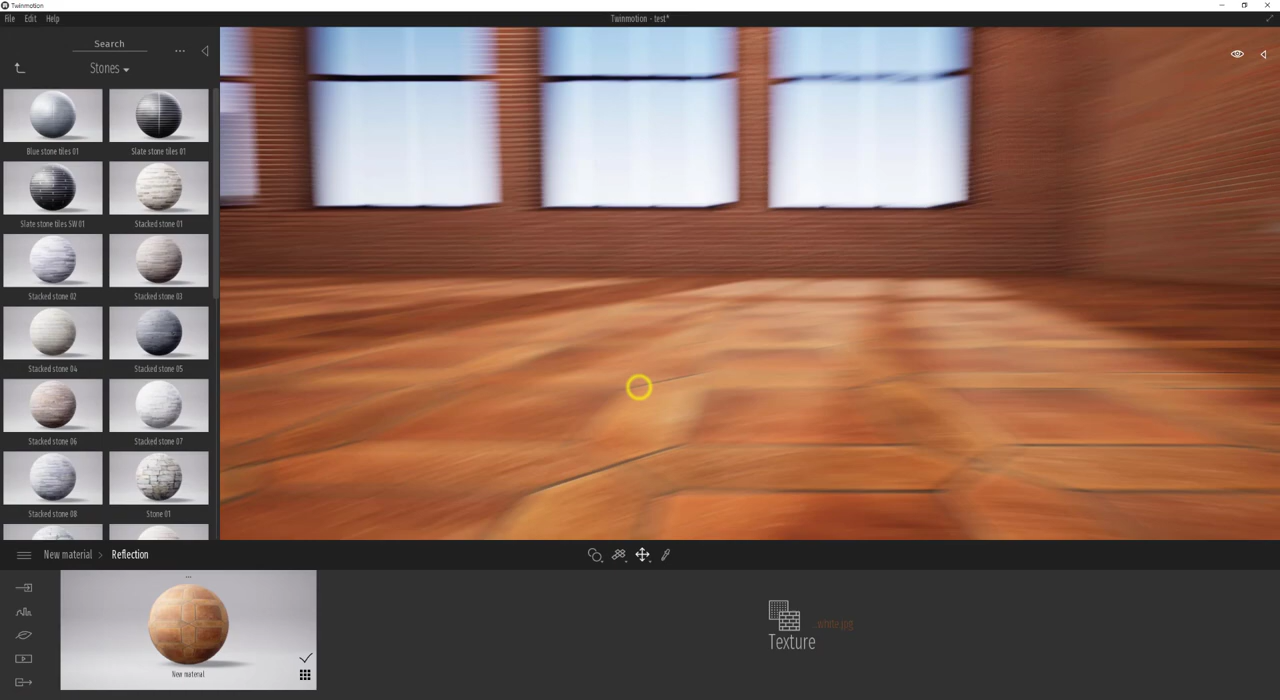 Twinmotion
File Edit Help
Twinmotion - test*
Search
...
Stones
Blue stone tiles 01
Slate stone tiles 01
Slate stone tiles SW 01
Stacked stone 01
Stacked stone 02
Stacked stone 03
Stacked stone 04
Stacked stone 05
Stacked stone 06
Stacked stone 07
Stacked stone 08
Stone 01
New material > Reflection
...
New material
...white.jpg
Texture